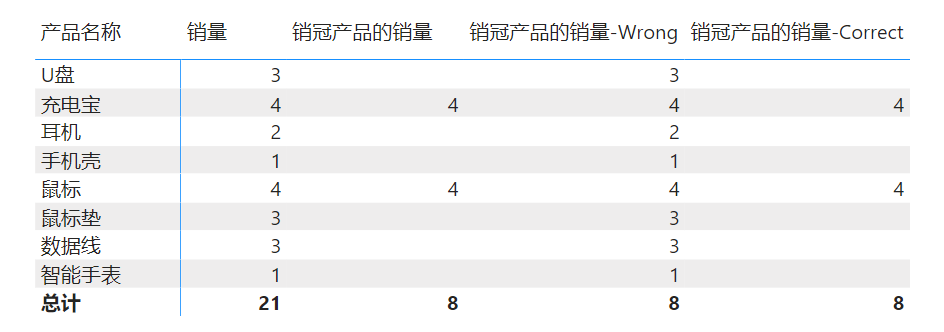 产品名称 销量 销冠产品的销量 销冠产品的销量-Wrong 销冠产品的销量-Correct
U盘 3 3
充电宝 4 4 4 4
耳机 2 2
手机壳 1 1
鼠标 4 4 4 4
鼠标垫 3 3
数据线 3 3
智能手表 1 1
总计 21 8 8 8